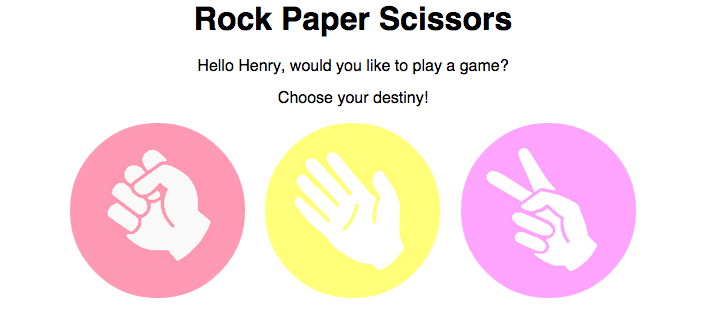 Rock Paper Scissors
Hello Henry, would you like to play a game?
Choose your destiny!